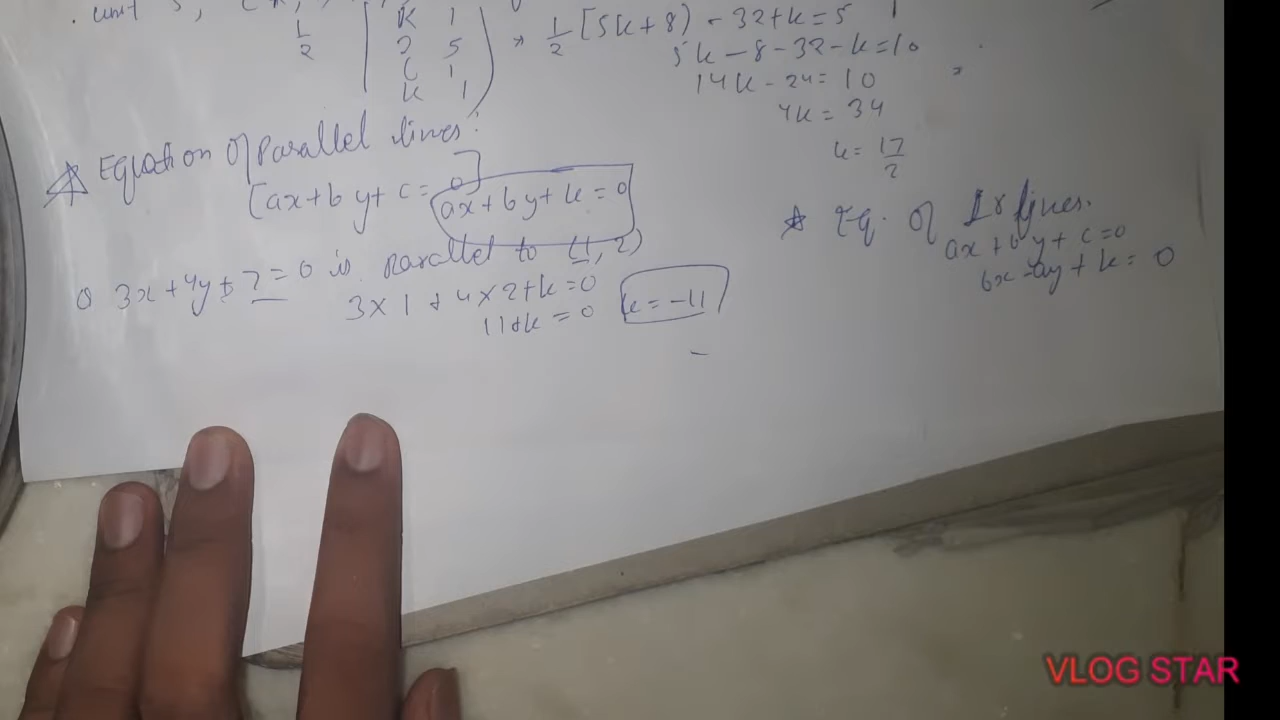 unit 5,
1/2 | K 1 | → 1/2 [5k+8) - 32+k=5
5 5k-8-32-k=10
1 14k-24=10
K 1 4k=34
k=17/2
Equation Of Parallel lines:
[ax+by+c=0]
ax+by+k=0
Q 3x+4y+7=0 is parallel to (1,2)
3×1+4×2+k=0
11+k=0 k=-11
Eq. of ⊥r lines.
ax+by+c=0
bx-ay+k=0
VLOG STAR